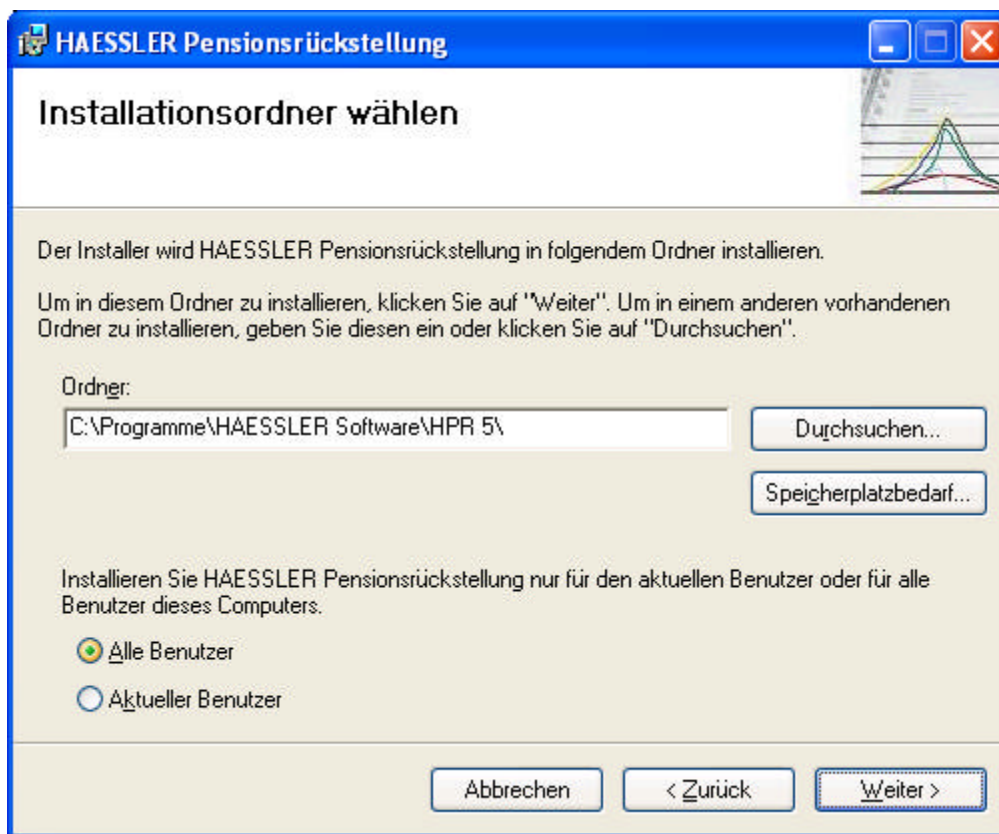 HAESSLER Pensionsrückstellung
Installationsordner wählen
Der Installer wird HAESSLER Pensionsrückstellung in folgendem Ordner installieren.
Um in diesem Ordner zu installieren, klicken Sie auf "Weiter". Um in einem anderen vorhandenen
Ordner zu installieren, geben Sie diesen ein oder klicken Sie auf "Durchsuchen".
Ordner:
C:\Programme\HAESSLER Software\HPR 5\
Durchsuchen...
Speicherplatzbedarf...
Installieren Sie HAESSLER Pensionsrückstellung nur für den aktuellen Benutzer oder für alle
Benutzer dieses Computers.
Alle Benutzer
Aktueller Benutzer
Abbrechen
< Zurück
Weiter >